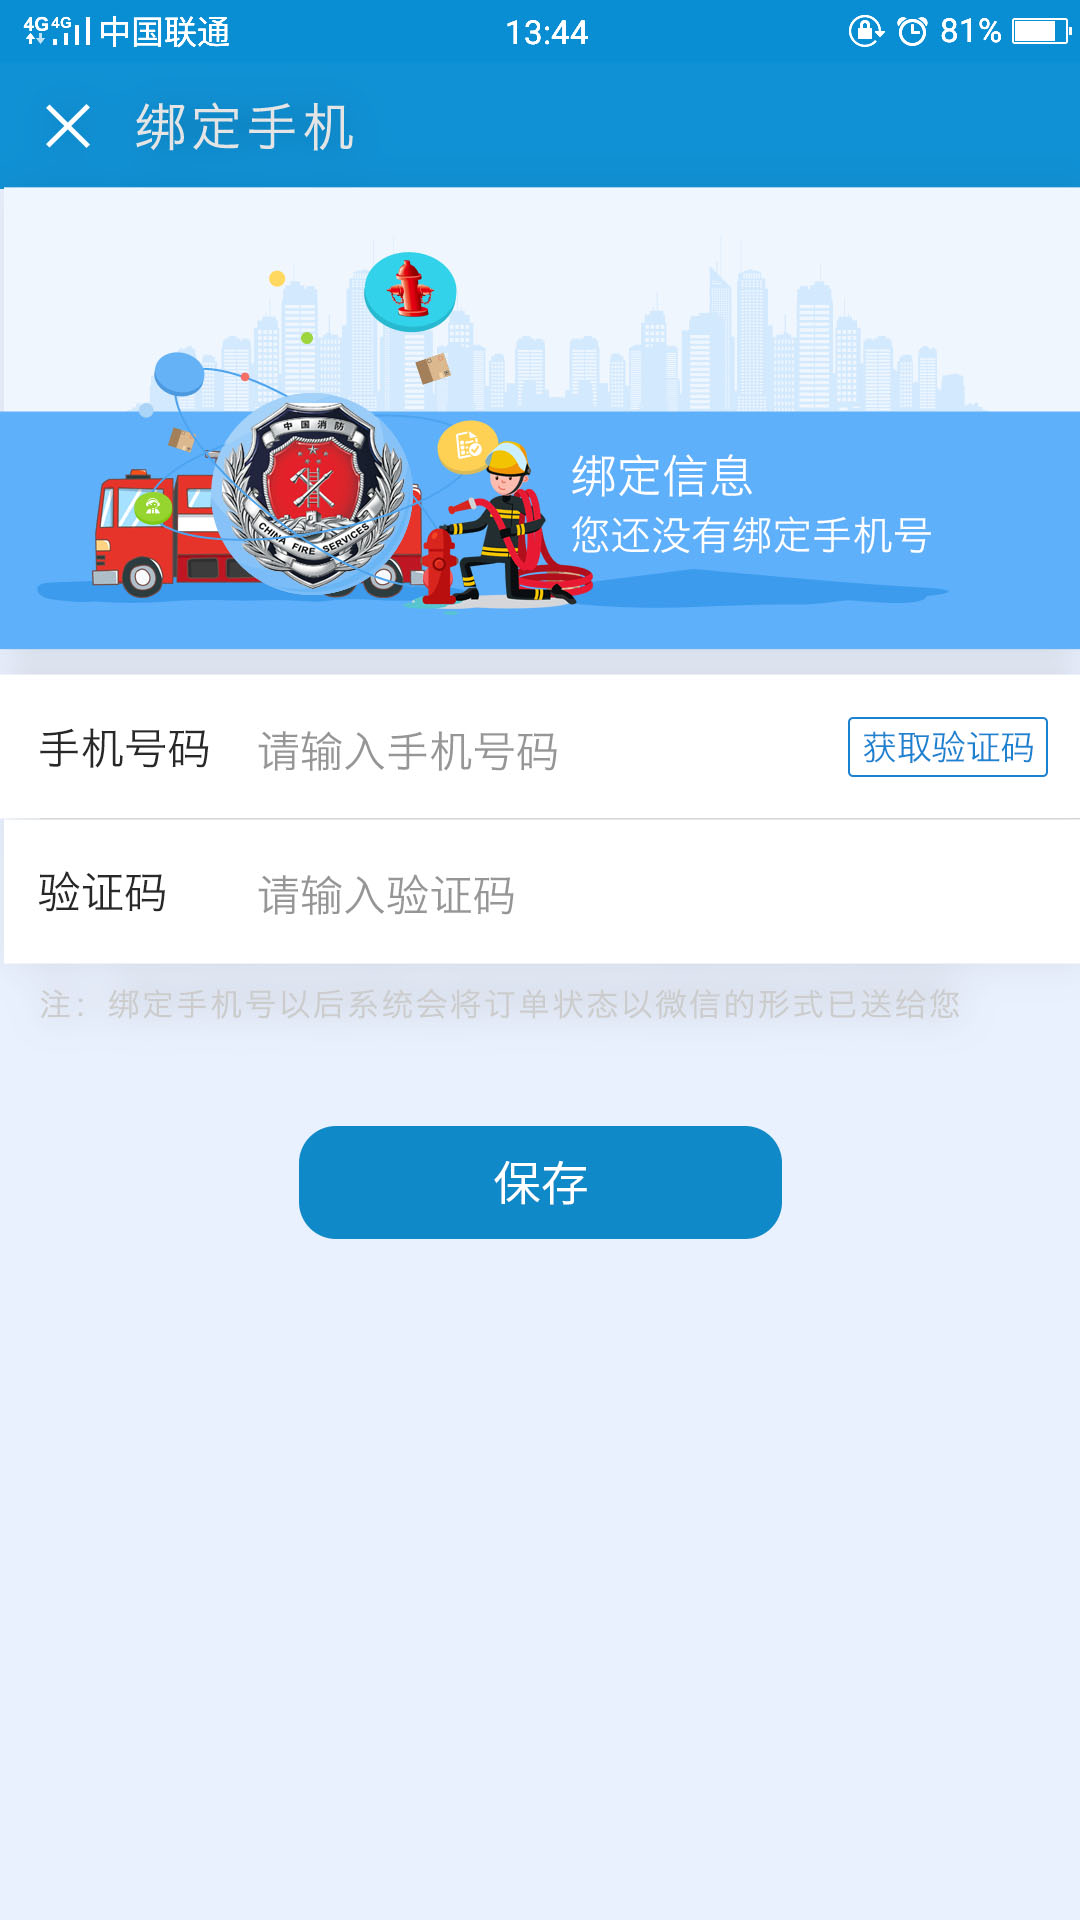 4G 4G 中国联通 13:44 81%
绑定手机
中国消防
CHINA FIRE SERVICES
绑定信息
您还没有绑定手机号
手机号码 请输入手机号码 获取验证码
验证码 请输入验证码
注：绑定手机号以后系统会将订单状态以微信的形式已送给您
保存